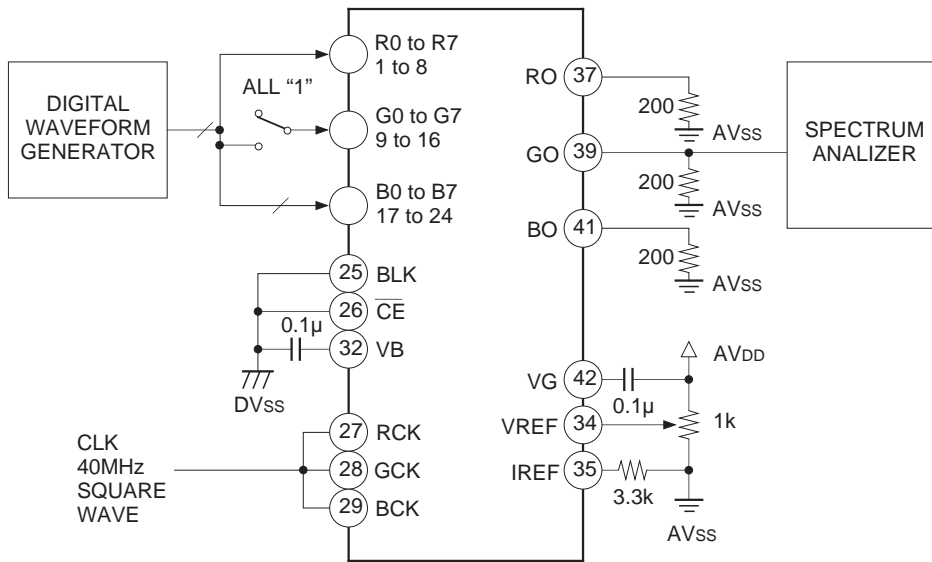 DIGITAL
WAVEFORM
GENERATOR
ALL “1”
R0 to R7
1 to 8
G0 to G7
9 to 16
B0 to B7
17 to 24
25
BLK
26
CE
0.1µ
32
VB
DVSS
CLK
40MHz
SQUARE
WAVE
27
RCK
28
GCK
29
BCK
RO
37
200
AVSS
GO
39
200
AVSS
BO
41
200
AVSS
SPECTRUM
ANALIZER
AVDD
VG
42
0.1µ
1k
VREF
34
IREF
35
3.3k
AVSS